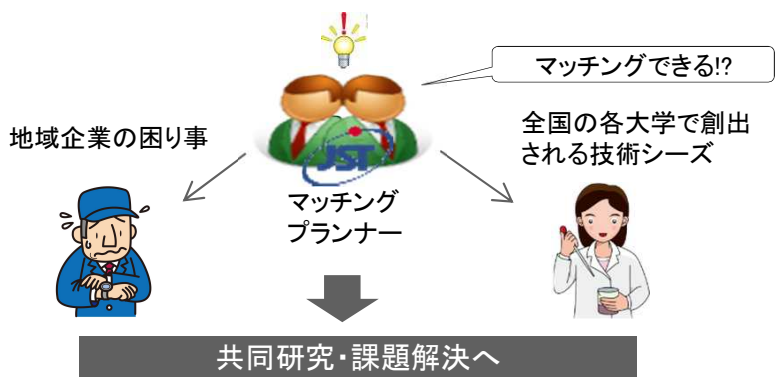 マッチングできる!?
地域企業の困り事
全国の各大学で創出
される技術シーズ
JST
マッチング
プランナー
共同研究・課題解決へ